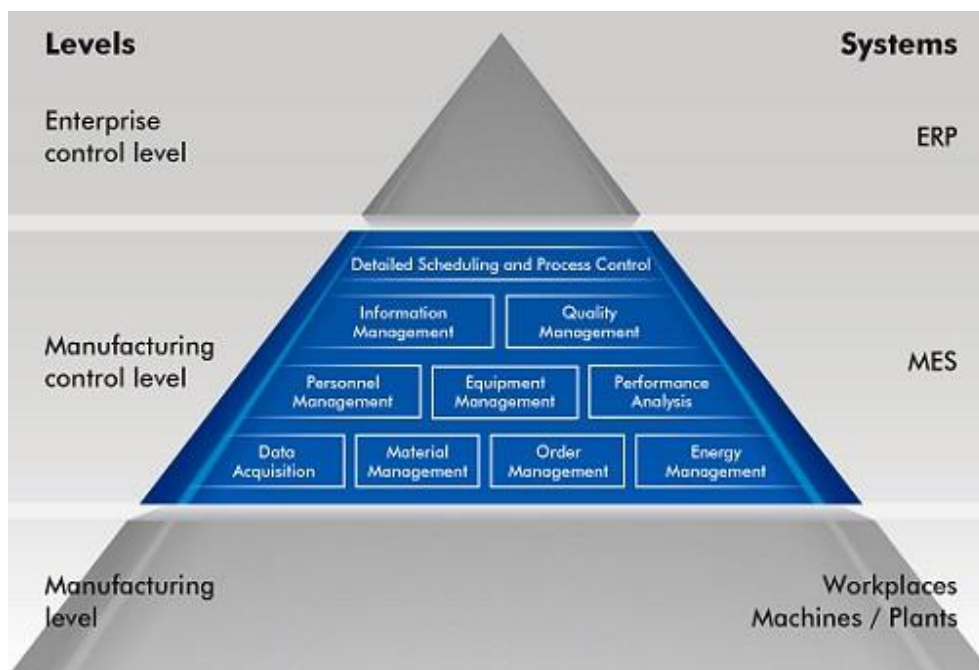 Levels
Systems
Enterprise
control level
ERP
Detailed Scheduling and Process Control
Information
Management
Quality
Management
Manufacturing
control level
MES
Personnel
Management
Equipment
Management
Performance
Analysis
Data
Acquisition
Material
Management
Order
Management
Energy
Management
Manufacturing
level
Workplaces
Machines / Plants